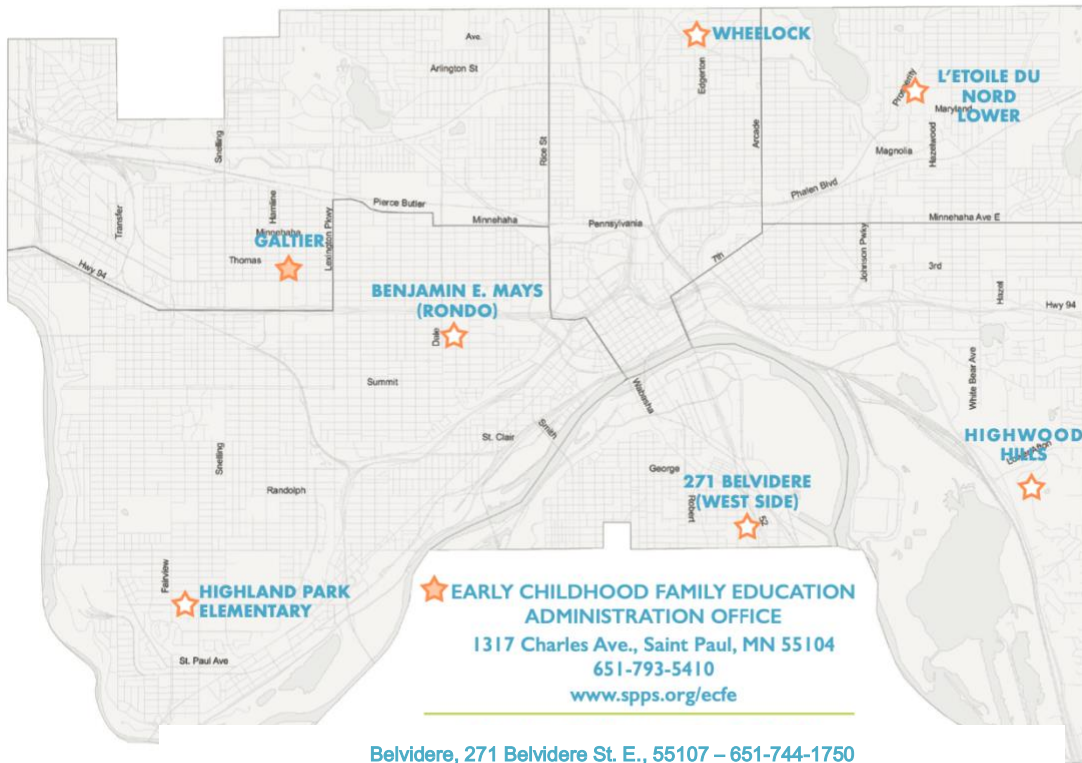 WHEELOCK
Ave.
Arlington St
Edgerton
L'ETOILE DU
NORD
LOWER
Prosperity
Maryland
Snelling
Rice St
Arcade
Magnolia
Hazelwood
Phalen Blvd
Transfer
Hamline
Pierce Butler
Minnehaha
Pennsylvania
Minnehaha Ave E
Minnehaha
GALTIER
Thomas
Lexington Pkwy
Hwy 94
7th
Johnson Pwky
3rd
Hazel
BENJAMIN E. MAYS
(RONDO)
Dale
Hwy 94
Summit
Wabasha
White Bear Ave
St. Clair
Smith
HIGHWOOD
HILLS
Snelling
George
Randolph
271 BELVIDERE
(WEST SIDE)
Robert
52
Fairview
HIGHLAND PARK
ELEMENTARY
St. Paul Ave
EARLY CHILDHOOD FAMILY EDUCATION
ADMINISTRATION OFFICE
1317 Charles Ave., Saint Paul, MN 55104
651-793-5410
www.spps.org/ecfe
Belvidere, 271 Belvidere St. E., 55107 – 651-744-1750